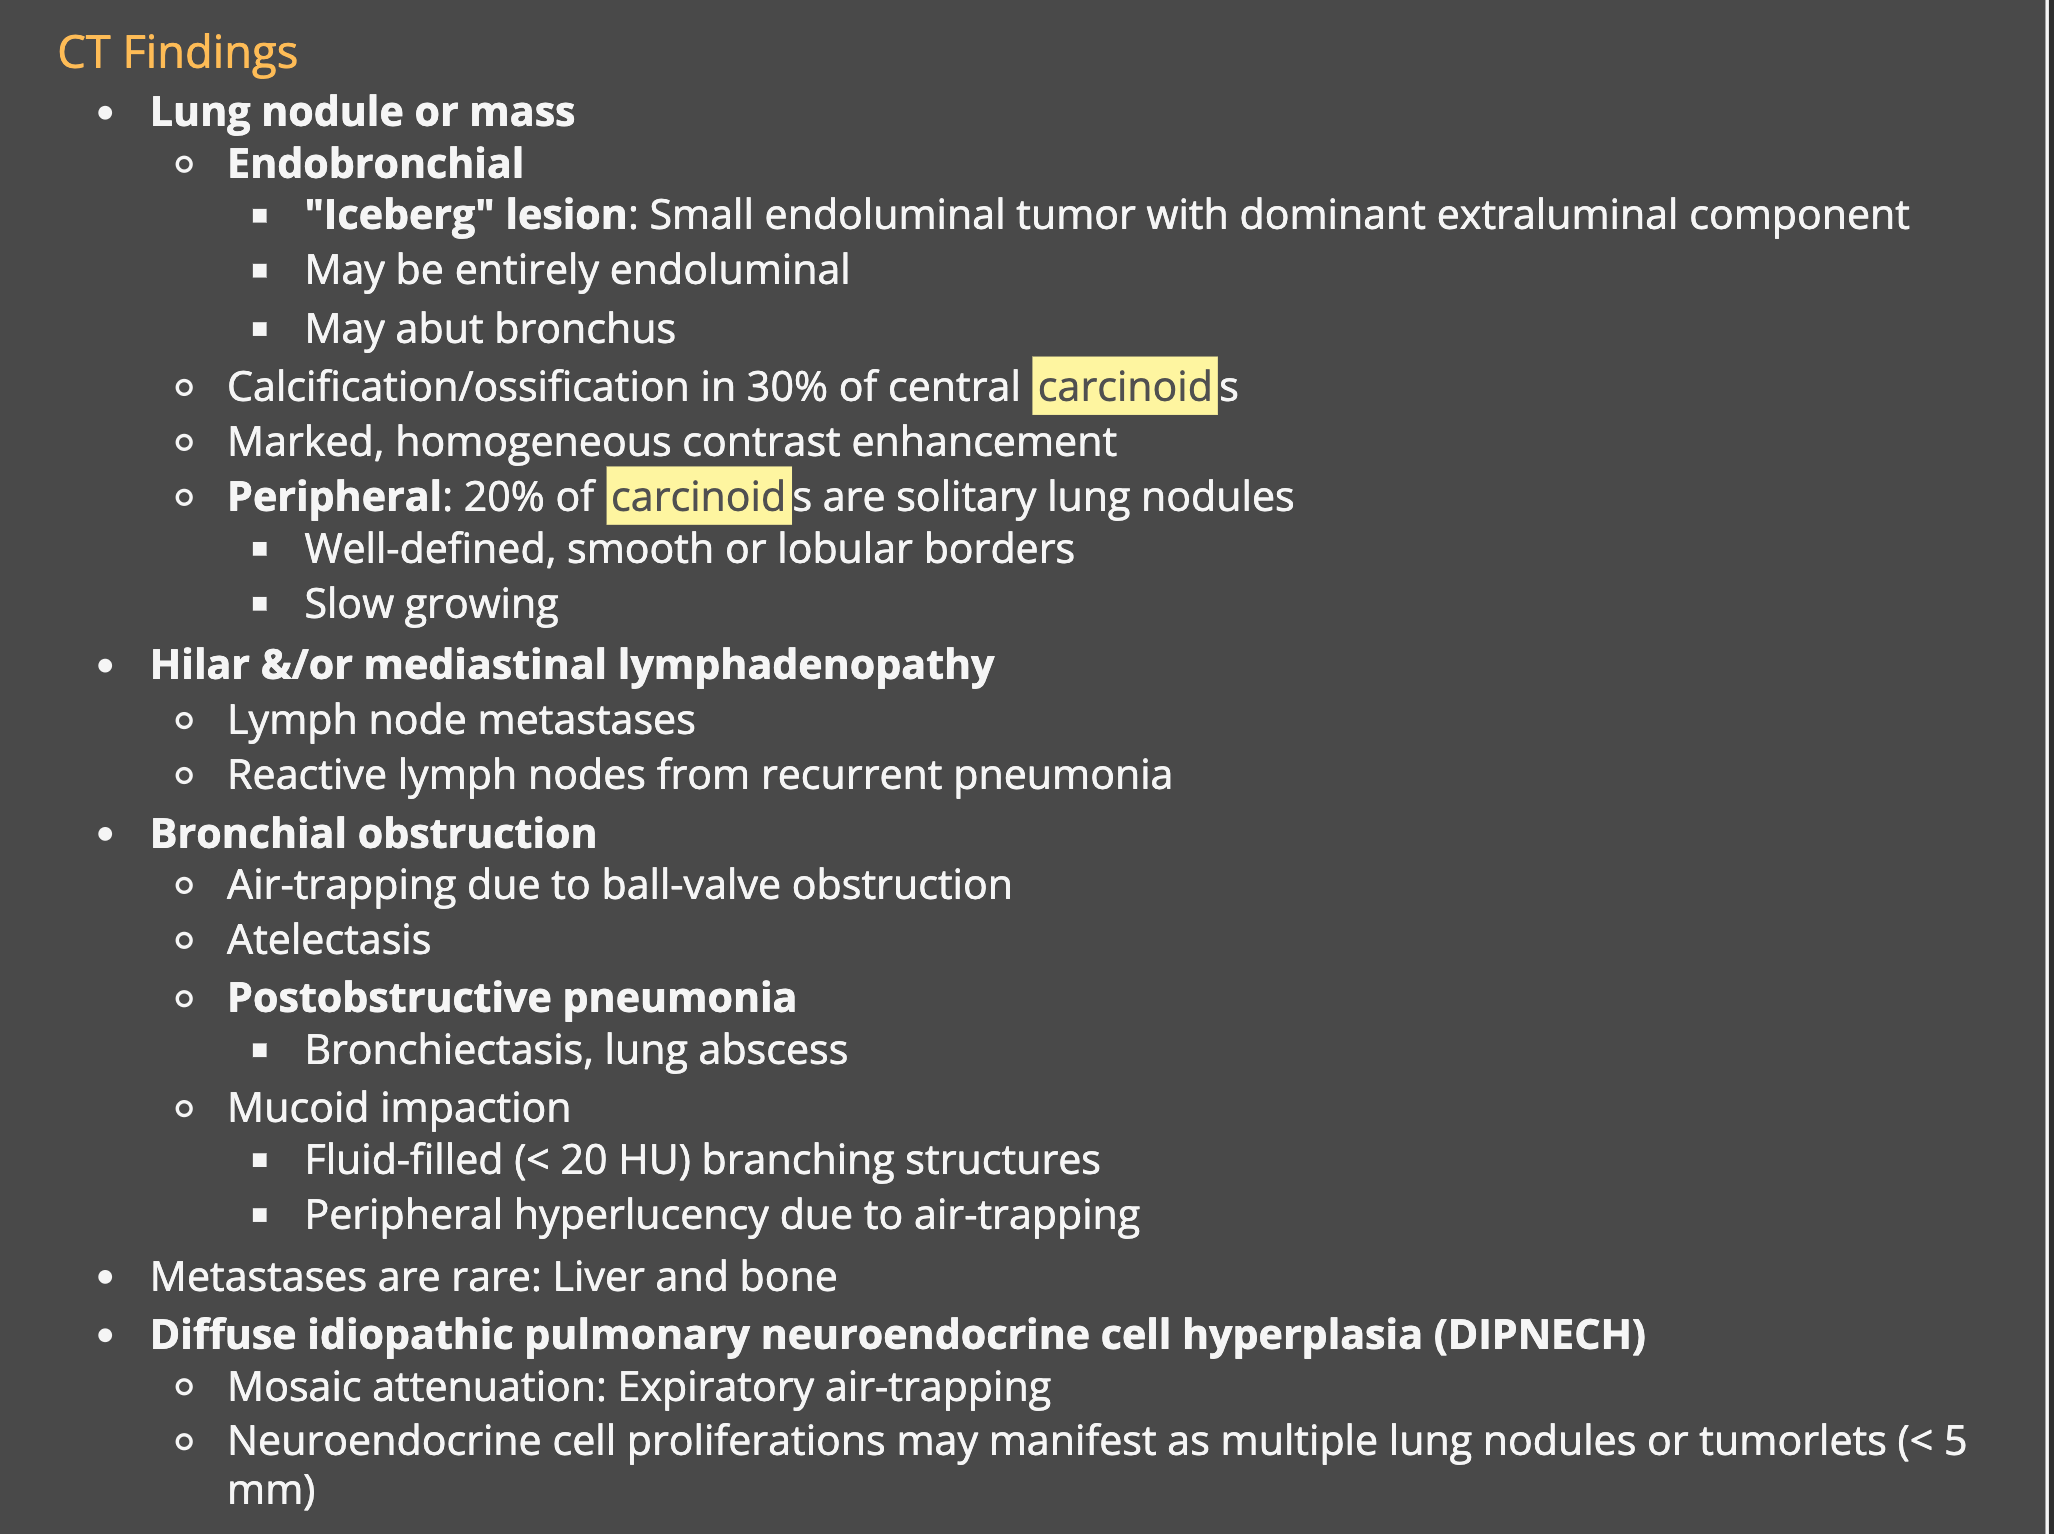 CT Findings
• Lung nodule or mass
◦ Endobronchial
▪ "Iceberg" lesion: Small endoluminal tumor with dominant extraluminal component
▪ May be entirely endoluminal
▪ May abut bronchus
◦ Calcification/ossification in 30% of central carcinoids
◦ Marked, homogeneous contrast enhancement
◦ Peripheral: 20% of carcinoids are solitary lung nodules
▪ Well-defined, smooth or lobular borders
▪ Slow growing
• Hilar &/or mediastinal lymphadenopathy
◦ Lymph node metastases
◦ Reactive lymph nodes from recurrent pneumonia
• Bronchial obstruction
◦ Air-trapping due to ball-valve obstruction
◦ Atelectasis
◦ Postobstructive pneumonia
▪ Bronchiectasis, lung abscess
◦ Mucoid impaction
▪ Fluid-filled (< 20 HU) branching structures
▪ Peripheral hyperlucency due to air-trapping
• Metastases are rare: Liver and bone
• Diffuse idiopathic pulmonary neuroendocrine cell hyperplasia (DIPNECH)
◦ Mosaic attenuation: Expiratory air-trapping
◦ Neuroendocrine cell proliferations may manifest as multiple lung nodules or tumorlets (< 5
mm)